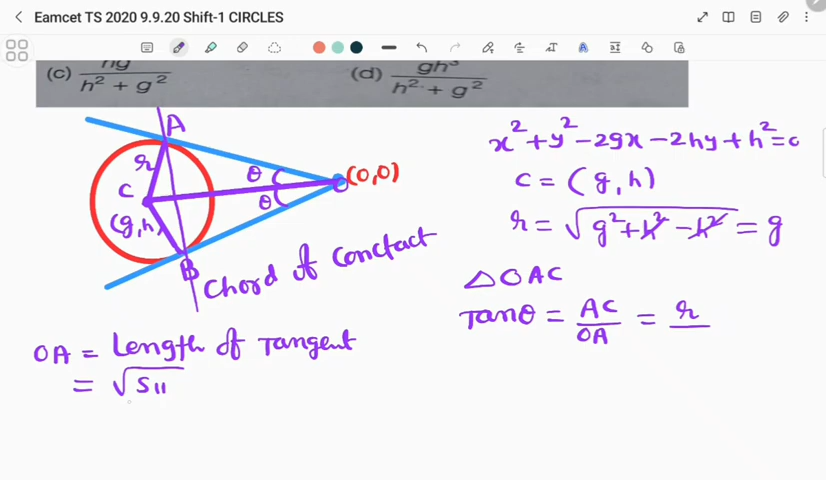 Eamcet TS 2020 9.9.20 Shift-1 CIRCLES
(c) hg / h² + g² (d) gh³ / h² + g²
A
r θ
C O (0,0)
(g,h) θ
B
Chord of Contact
x² + y² - 2gx - 2hy + h² = 0
C = (g, h)
r = √(g² + h² - h²) = g
△OAC
Tanθ = AC / OA = r /
OA = Length of Tangent
= √S11